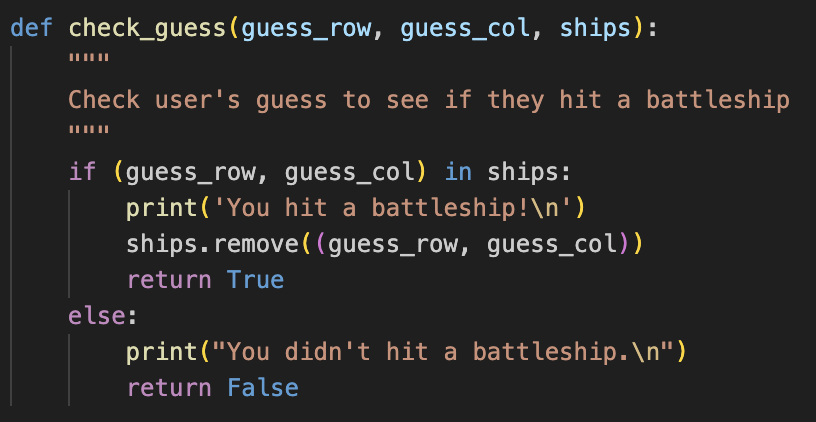 def check_guess(guess_row, guess_col, ships):
    """
    Check user's guess to see if they hit a battleship
    """
    if (guess_row, guess_col) in ships:
        print('You hit a battleship!\n')
        ships.remove((guess_row, guess_col))
        return True
    else:
        print("You didn't hit a battleship.\n")
        return False